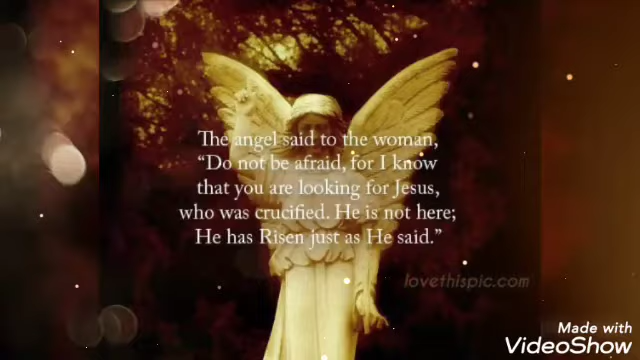 The angel said to the woman,
“Do not be afraid, for I know
that you are looking for Jesus,
who was crucified. He is not here;
He has Risen just as He said.”
lovethispic.com
Made with
VideoShow